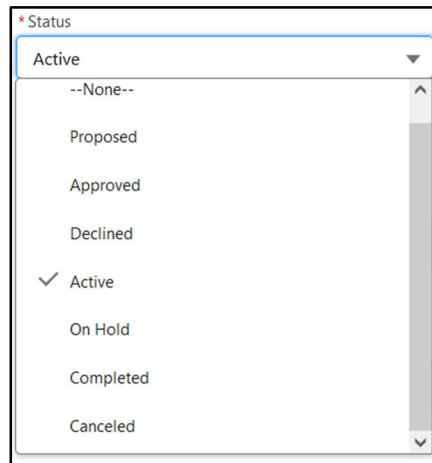 * Status
Active
--None--
Proposed
Approved
Declined
Active
On Hold
Completed
Canceled